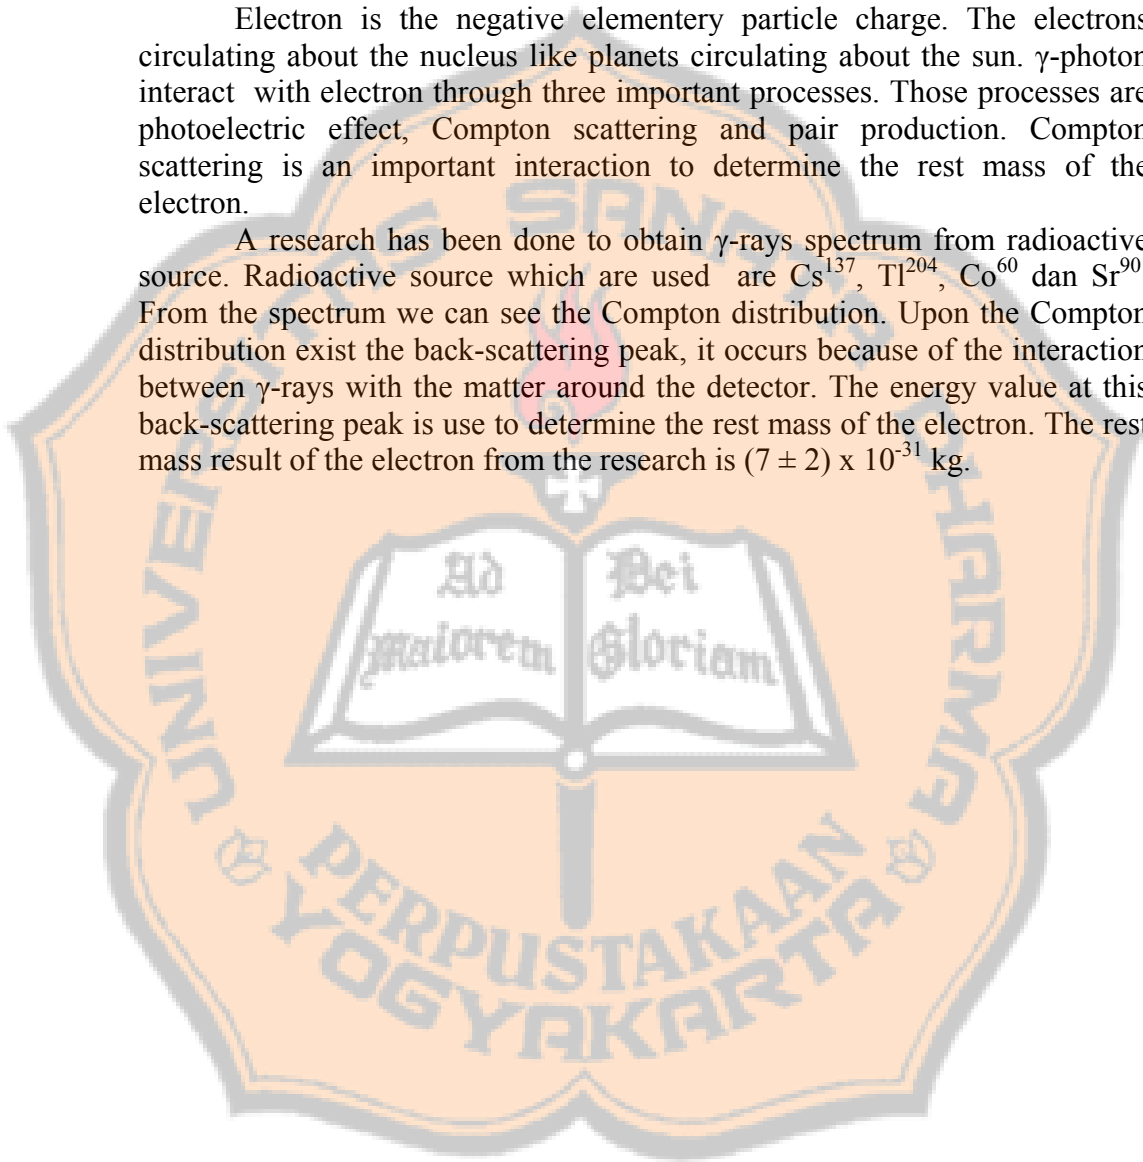 Electron is the negative elementery particle charge. The electrons
circulating about the nucleus like planets circulating about the sun. γ-photon
interact with electron through three important processes. Those processes are
photoelectric effect, Compton scattering and pair production. Compton
scattering is an important interaction to determine the rest mass of the
electron.
A research has been done to obtain γ-rays spectrum from radioactive
source. Radioactive source which are used are Cs¹³⁷, Tl²⁰⁴, Co⁶⁰ dan Sr⁹⁰
From the spectrum we can see the Compton distribution. Upon the Compton
distribution exist the back-scattering peak, it occurs because of the interaction
between γ-rays with the matter around the detector. The energy value at this
back-scattering peak is use to determine the rest mass of the electron. The rest
mass result of the electron from the research is (7 ± 2) x 10⁻³¹ kg.
UNIVERSITAS SANATA DHARMA
Ad Dei
maiorem Gloriam
PERPUSTAKAAN
YOGYAKARTA